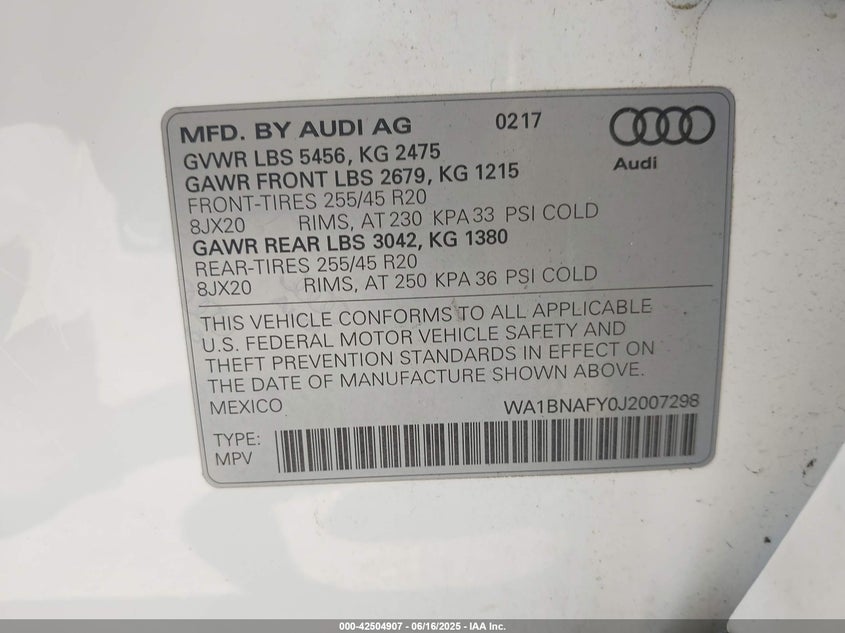 MFD. BY AUDI AG 0217
Audi
GVWR LBS 5456, KG 2475
GAWR FRONT LBS 2679, KG 1215
FRONT-TIRES 255/45 R20
8JX20 RIMS, AT 230 KPA 33 PSI COLD
GAWR REAR LBS 3042, KG 1380
REAR-TIRES 255/45 R20
8JX20 RIMS, AT 250 KPA 36 PSI COLD
THIS VEHICLE CONFORMS TO ALL APPLICABLE
U.S. FEDERAL MOTOR VEHICLE SAFETY AND
THEFT PREVENTION STANDARDS IN EFFECT ON
THE DATE OF MANUFACTURE SHOWN ABOVE.
MEXICO WA1BNAFY0J2007298
TYPE:
MPV
000-42504907 - 06/16/2025 - IAA Inc.